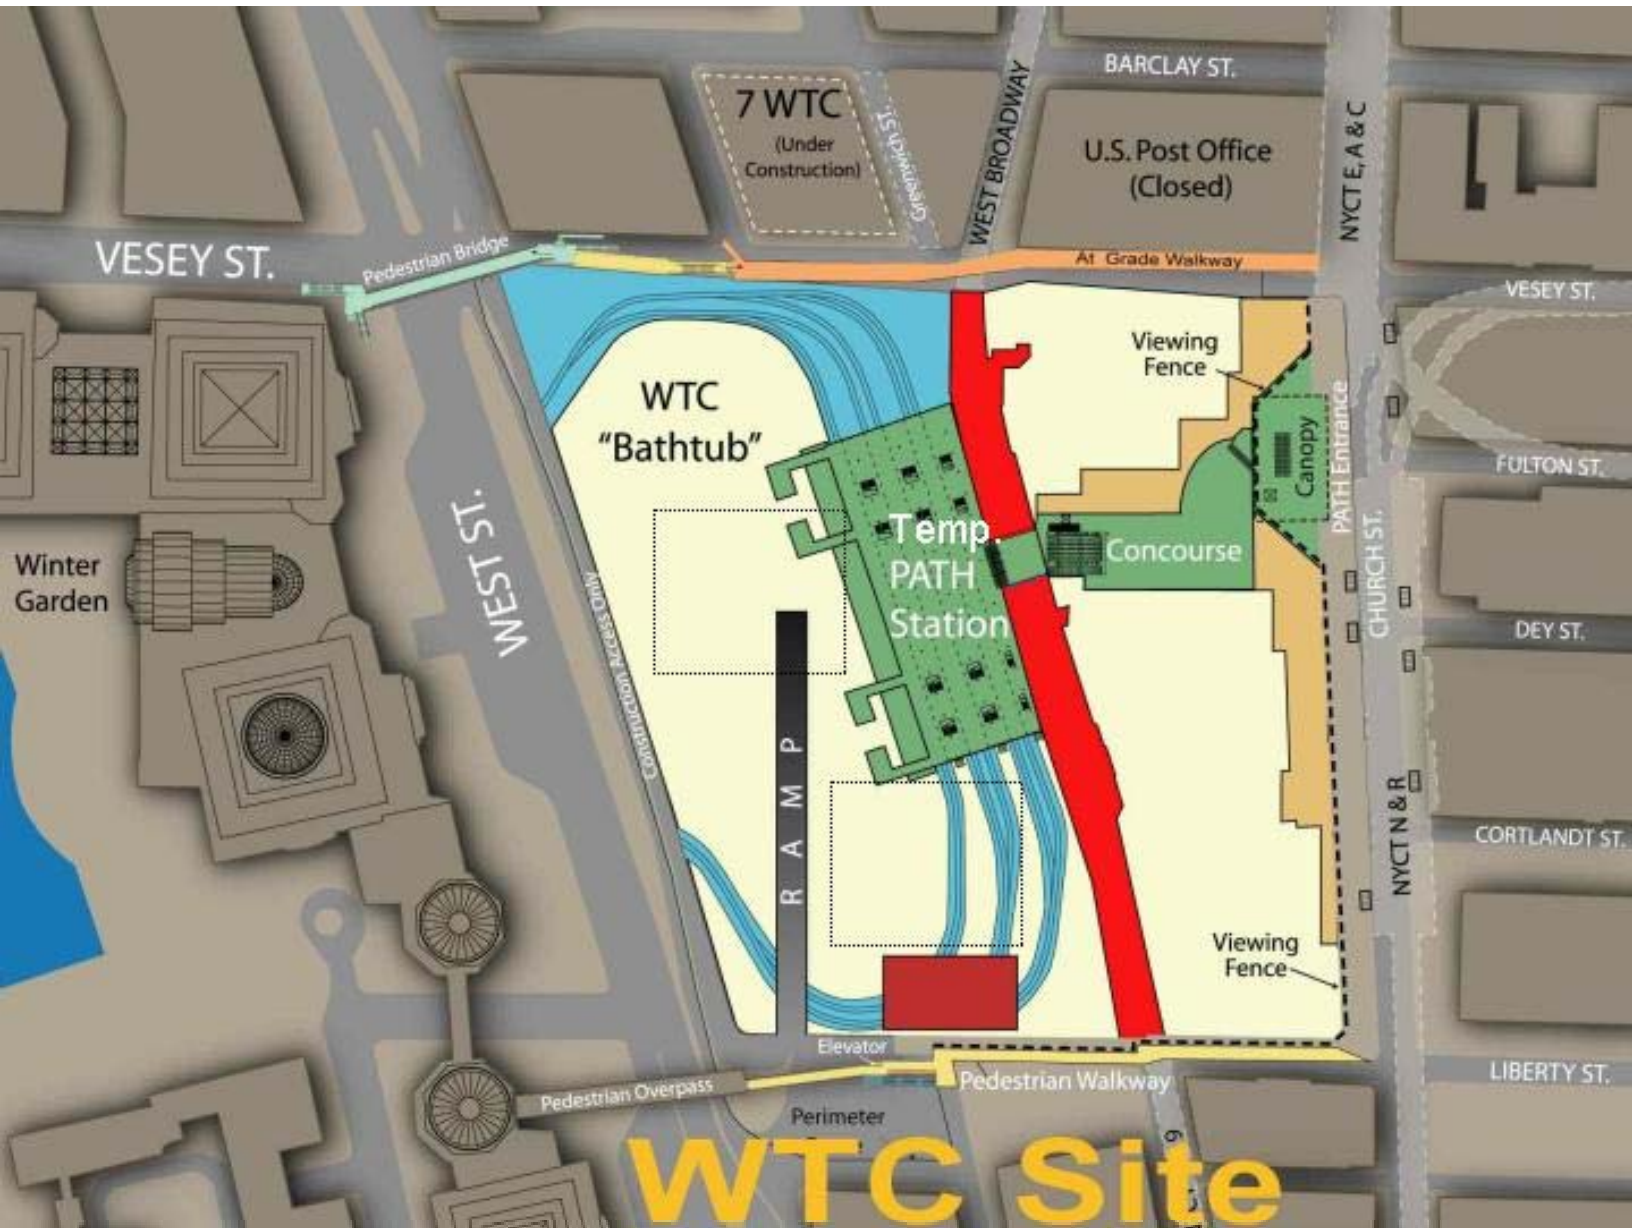 BARCLAY ST.
7 WTC
(Under
Construction)
Greenwich ST.
WEST BROADWAY
U.S. Post Office
(Closed)
NYCT E, A & C
VESEY ST.
Pedestrian Bridge
At Grade Walkway
VESEY ST.
Viewing
Fence
WTC
"Bathtub"
Canopy
PATH Entrance
FULTON ST.
WEST ST.
Temp.
PATH
Station
Concourse
Winter
Garden
Construction Access Only
CHURCH ST.
DEY ST.
RAMP
NYCT N & R
CORTLANDT ST.
Viewing
Fence
Elevator
Pedestrian Overpass
Pedestrian Walkway
LIBERTY ST.
Perimeter
WTC Site